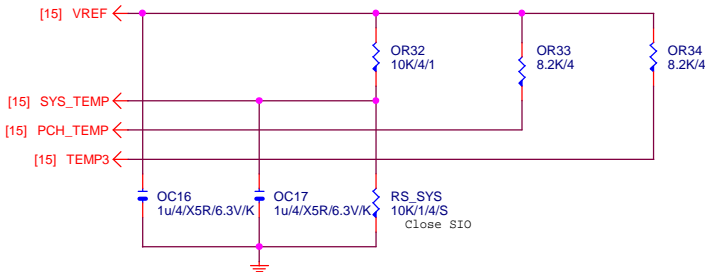 [15] VREF
OR32
10K/4/1
OR33
8.2K/4
OR34
8.2K/4
[15] SYS_TEMP
[15] PCH_TEMP
[15] TEMP3
OC16
1u/4/X5R/6.3V/K
OC17
1u/4/X5R/6.3V/K
RS_SYS
10K/1/4/S
Close SIO